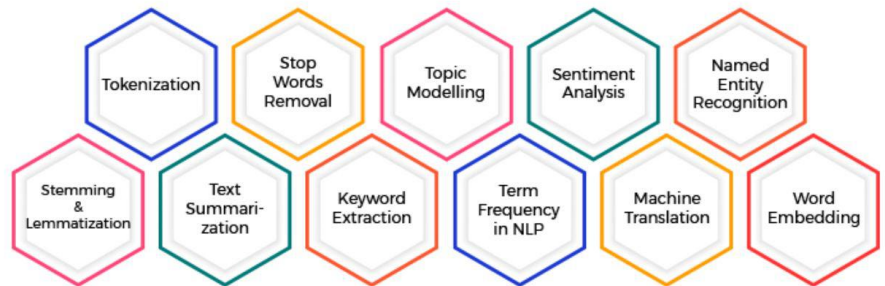 Tokenization
Stop
Words
Removal
Topic
Modelling
Sentiment
Analysis
Named
Entity
Recognition
Stemming
&
Lemmatization
Text
Summari-
zation
Keyword
Extraction
Term
Frequency
in NLP
Machine
Translation
Word
Embedding